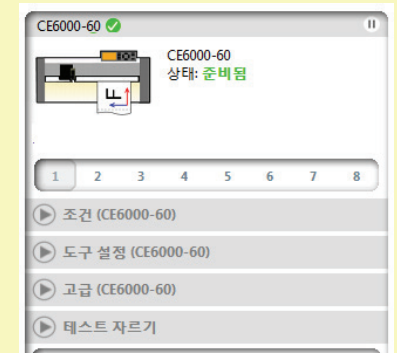 CE6000-60
CE6000-60
상태: 준비됨
1 2 3 4 5 6 7 8
조건 (CE6000-60)
도구 설정 (CE6000-60)
고급 (CE6000-60)
테스트 자르기